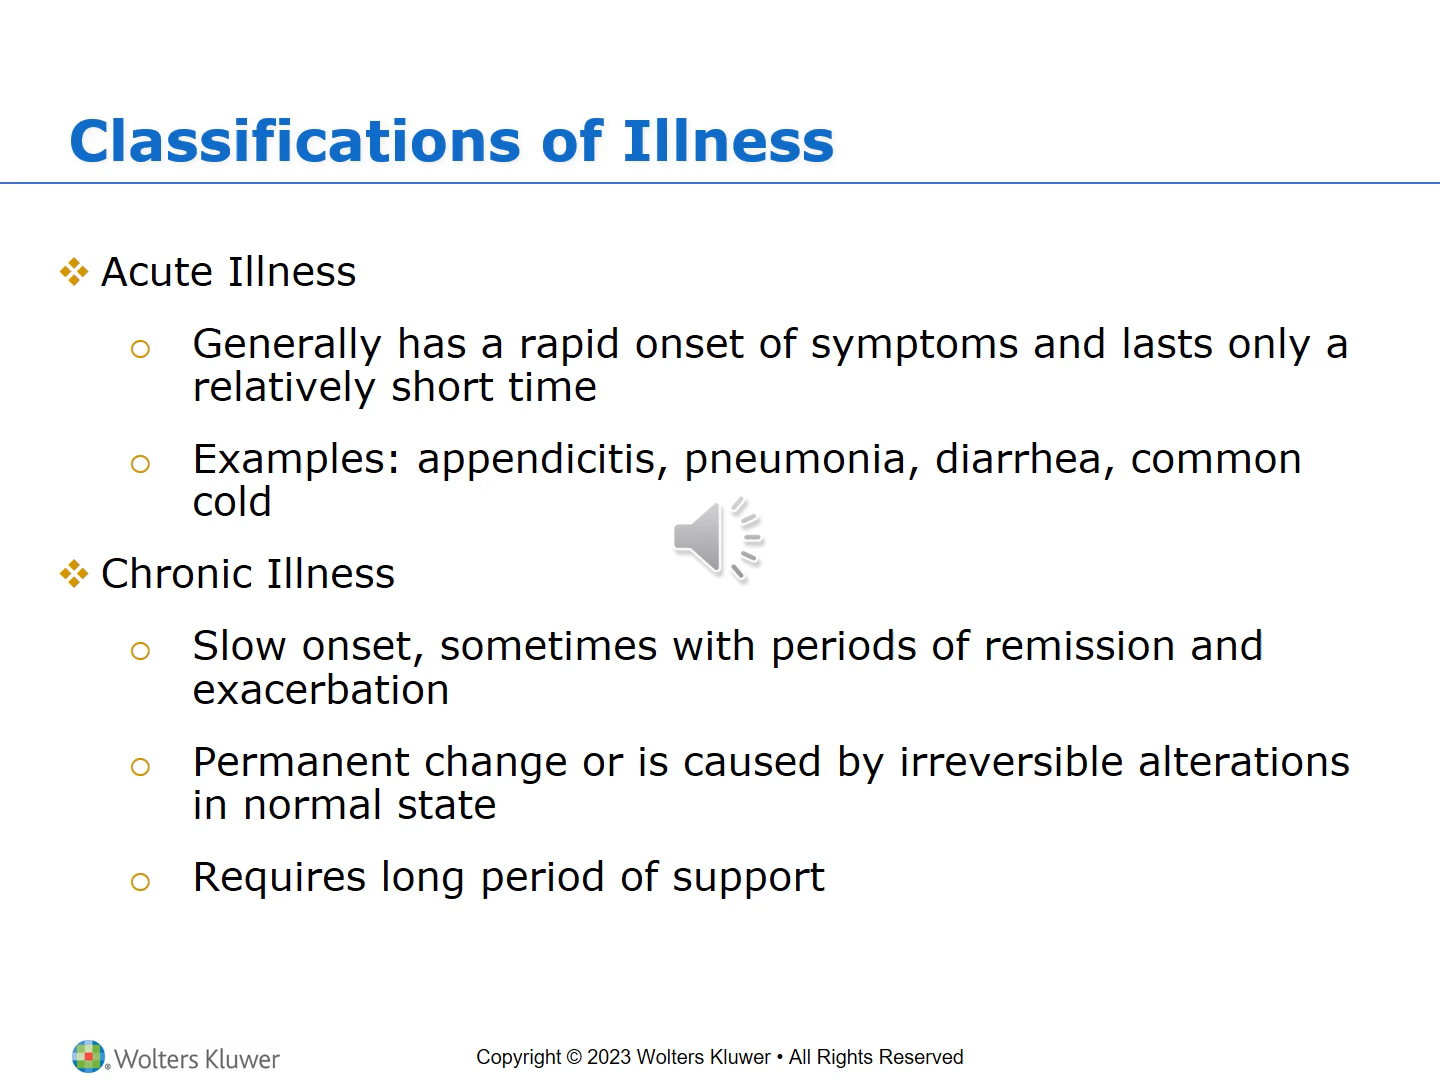 Classifications of Illness
Acute Illness
Generally has a rapid onset of symptoms and lasts only a
relatively short time
Examples: appendicitis, pneumonia, diarrhea, common
cold
Chronic Illness
Slow onset, sometimes with periods of remission and
exacerbation
Permanent change or is caused by irreversible alterations
in normal state
Requires long period of support
® Wolters Kluwer
Copyright © 2023 Wolters Kluwer • All Rights Reserved